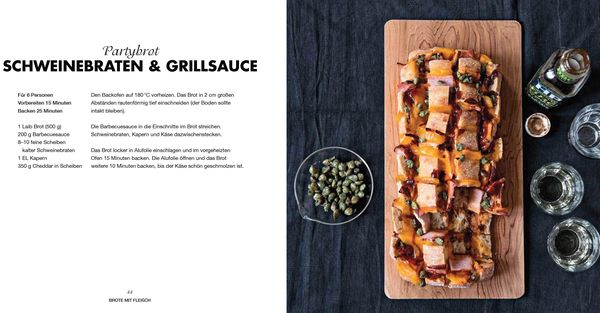 Partybrot
SCHWEINEBRATEN & GRILLSAUCE
Für 6 Personen
Vorbereiten 15 Minuten
Backen 25 Minuten
1 Laib Brot (500 g)
200 g Barbecuesauce
8–10 feine Scheiben
kalter Schweinebraten
1 EL Kapern
350 g Cheddar in Scheiben
Den Backofen auf 180 °C vorheizen. Das Brot in 2 cm großen
Abständen rautenförmig tief einschneiden (der Boden sollte
intakt bleiben).
Die Barbecuesauce in die Einschnitte im Brot streichen.
Schweinebraten, Kapern und Käse dazwischenstecken.
Das Brot locker in Alufolie einschlagen und im vorgeheizten
Ofen 15 Minuten backen. Die Alufolie öffnen und das Brot
weitere 10 Minuten backen, bis der Käse schön geschmolzen ist.
44
BROTE MIT FLEISCH